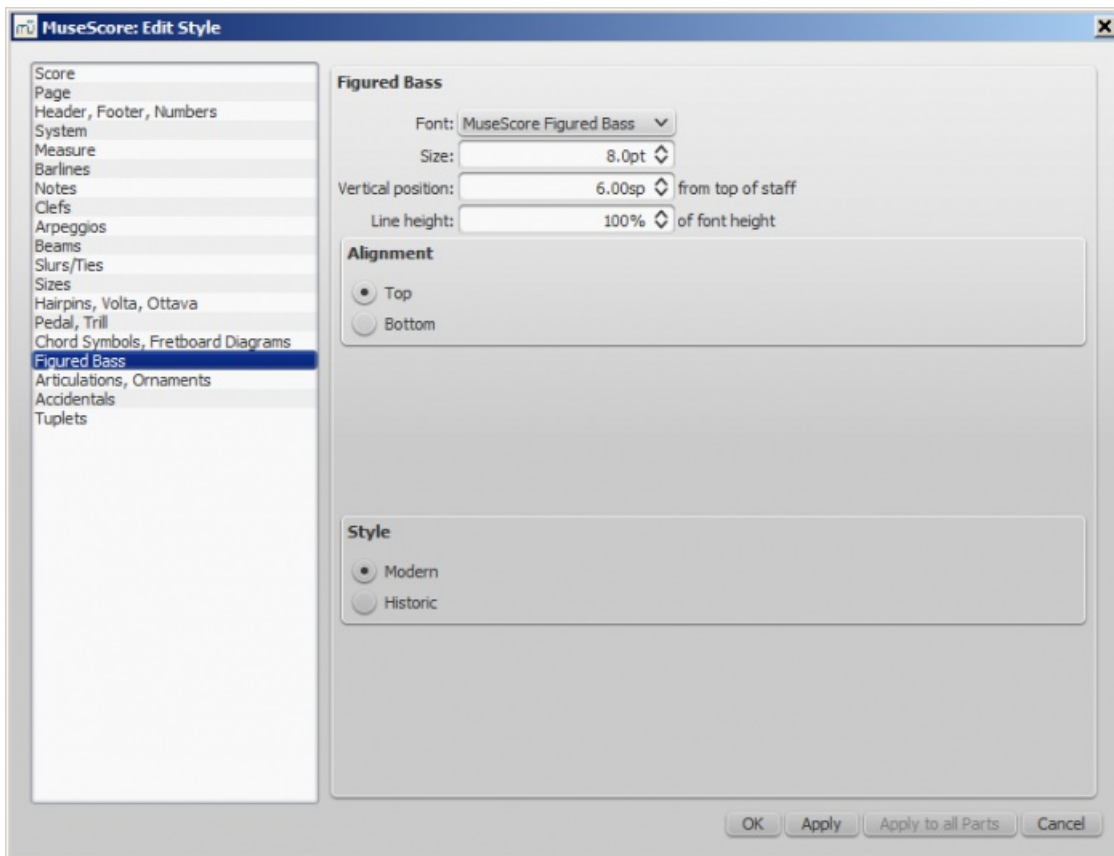 MuseScore: Edit Style
Score
Page
Header, Footer, Numbers
System
Measure
Barlines
Notes
Clefs
Arpeggios
Beams
Slurs/Ties
Sizes
Hairpins, Volta, Ottava
Pedal, Trill
Chord Symbols, Fretboard Diagrams
Figured Bass
Articulations, Ornaments
Accidentals
Tuplets
Figured Bass
Font: MuseScore Figured Bass
Size: 8.0pt
Vertical position: 6.00sp from top of staff
Line height: 100% of font height
Alignment
Top
Bottom
Style
Modern
Historic
OK Apply Apply to all Parts Cancel